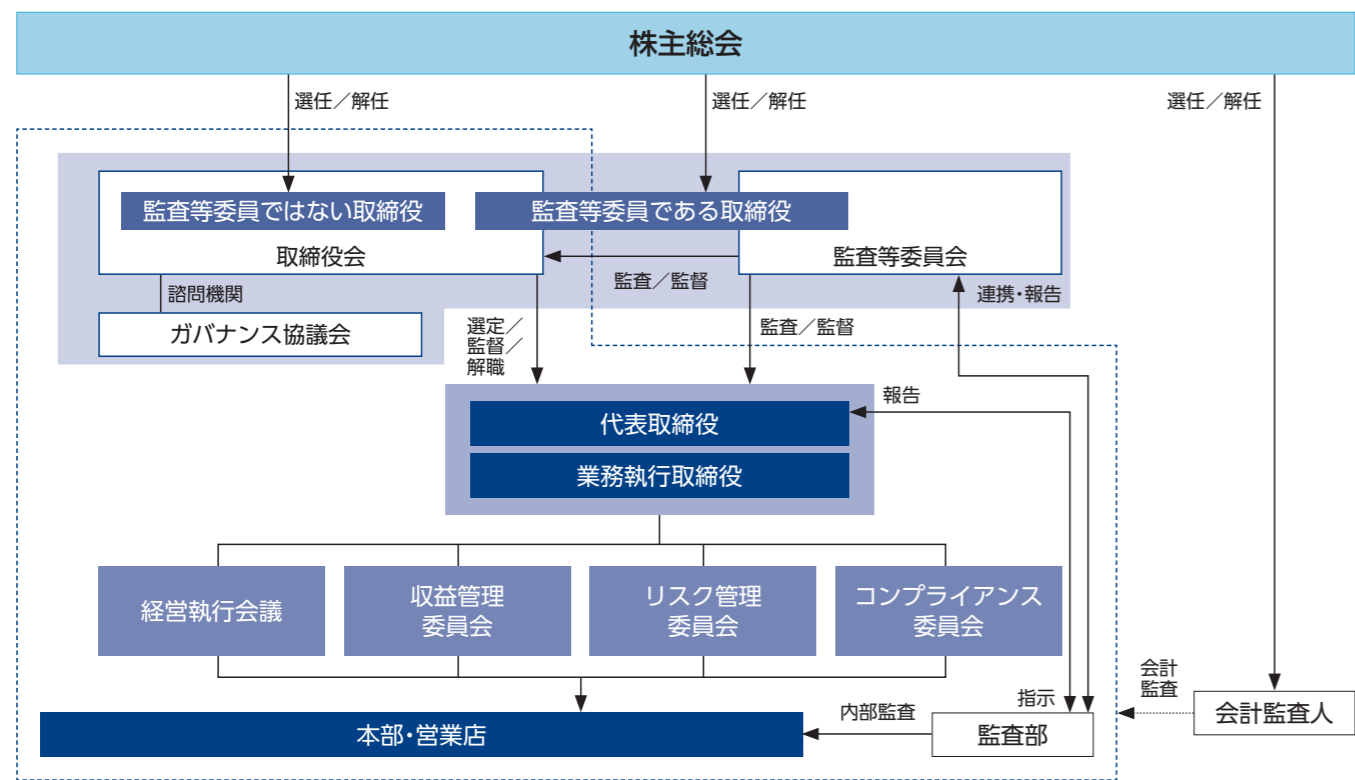 株主総会
選任／解任
選任／解任
選任／解任
監査等委員ではない取締役
監査等委員である取締役
取締役会
監査等委員会
監査／監督
諮問機関
連携・報告
ガバナンス協議会
選定／
監督／
解職
監査／監督
報告
代表取締役
業務執行取締役
経営執行会議
収益管理
委員会
リスク管理
委員会
コンプライアンス
委員会
会計
監査
指示
内部監査
本部・営業店
監査部
会計監査人